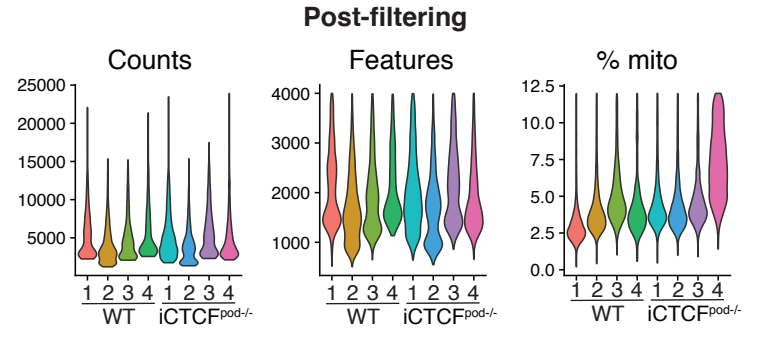 Post-filtering
Counts
25000
20000
15000
10000
5000
1 2 3 4 1 2 3 4
WT iCTCFpod-/-
Features
4000
3000
2000
1000
1 2 3 4 1 2 3 4
WT iCTCFpod-/-
% mito
12.5
10.0
7.5
5.0
2.5
0.0
1 2 3 4 1 2 3 4
WT iCTCFpod-/-